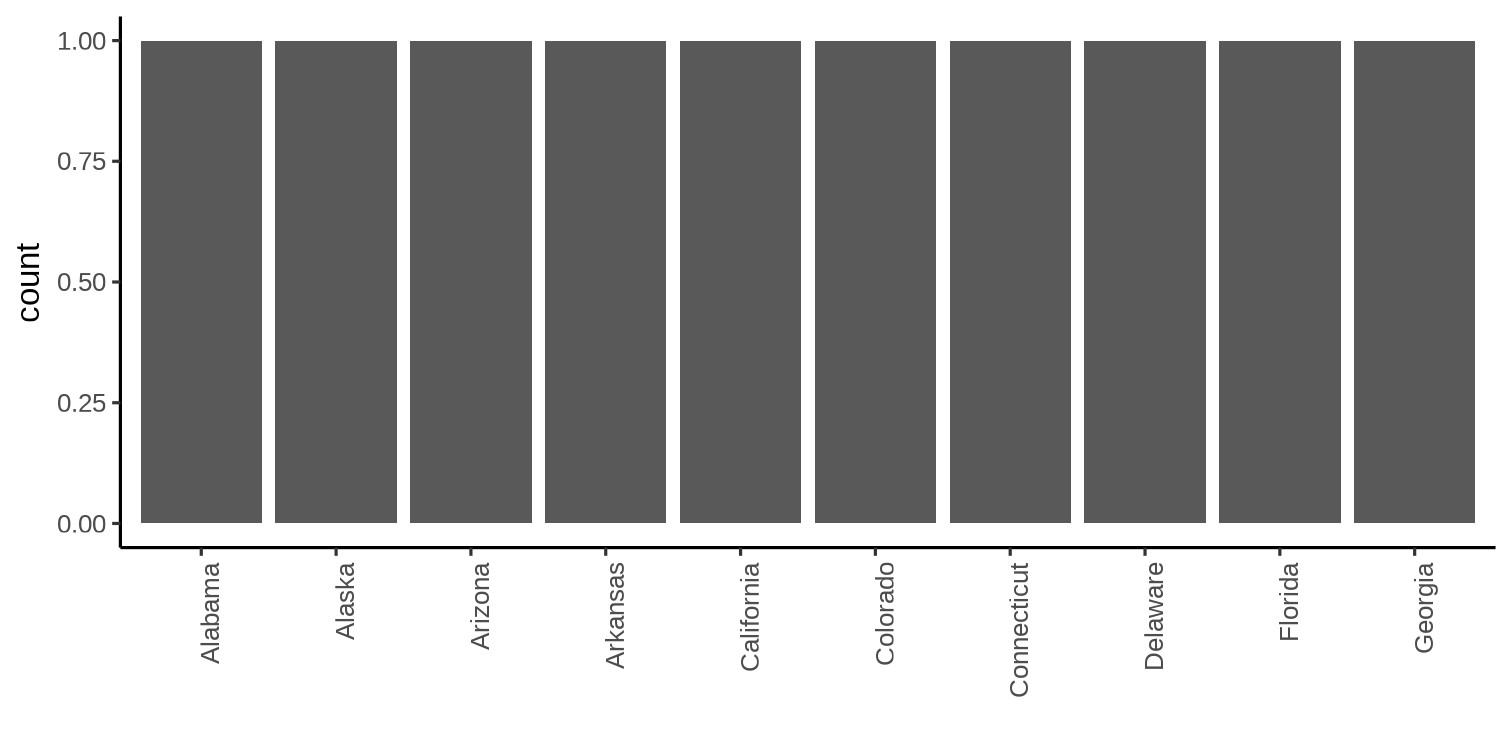 count
1.00
0.75
0.50
0.25
0.00
Alabama
Alaska
Arizona
Arkansas
California
Colorado
Connecticut
Delaware
Florida
Georgia